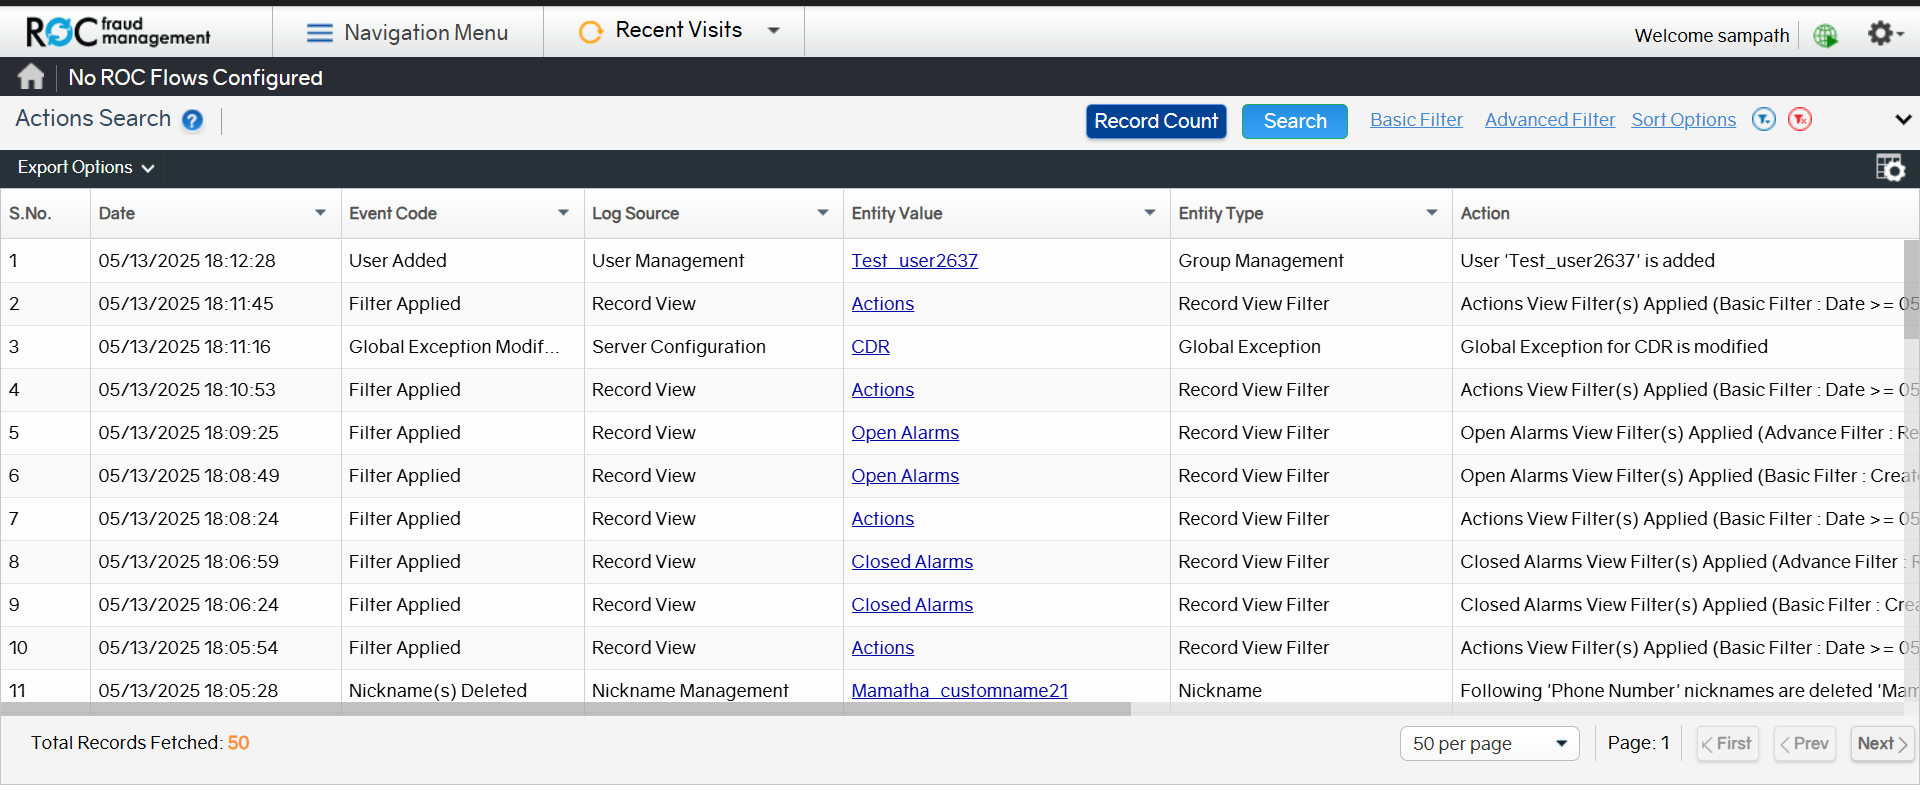 ROC fraud management
Navigation Menu
Recent Visits
Welcome sampath
No ROC Flows Configured
Actions Search
Record Count
Search
Basic Filter
Advanced Filter
Sort Options
Export Options
S.No. Date Event Code Log Source Entity Value Entity Type Action
1 05/13/2025 18:12:28 User Added User Management Test_user2637 Group Management User 'Test_user2637' is added
2 05/13/2025 18:11:45 Filter Applied Record View Actions Record View Filter Actions View Filter(s) Applied (Basic Filter : Date >= 05
3 05/13/2025 18:11:16 Global Exception Modif... Server Configuration CDR Global Exception Global Exception for CDR is modified
4 05/13/2025 18:10:53 Filter Applied Record View Actions Record View Filter Actions View Filter(s) Applied (Basic Filter : Date >= 05
5 05/13/2025 18:09:25 Filter Applied Record View Open Alarms Record View Filter Open Alarms View Filter(s) Applied (Advance Filter : Re
6 05/13/2025 18:08:49 Filter Applied Record View Open Alarms Record View Filter Open Alarms View Filter(s) Applied (Basic Filter : Creat
7 05/13/2025 18:08:24 Filter Applied Record View Actions Record View Filter Actions View Filter(s) Applied (Basic Filter : Date >= 05
8 05/13/2025 18:06:59 Filter Applied Record View Closed Alarms Record View Filter Closed Alarms View Filter(s) Applied (Advance Filter : R
9 05/13/2025 18:06:24 Filter Applied Record View Closed Alarms Record View Filter Closed Alarms View Filter(s) Applied (Basic Filter : Crea
10 05/13/2025 18:05:54 Filter Applied Record View Actions Record View Filter Actions View Filter(s) Applied (Basic Filter : Date >= 05
11 05/13/2025 18:05:28 Nickname(s) Deleted Nickname Management Mamatha_customname21 Nickname Following 'Phone Number' nicknames are deleted 'Mam
Total Records Fetched: 50
50 per page
Page: 1
First
Prev
Next